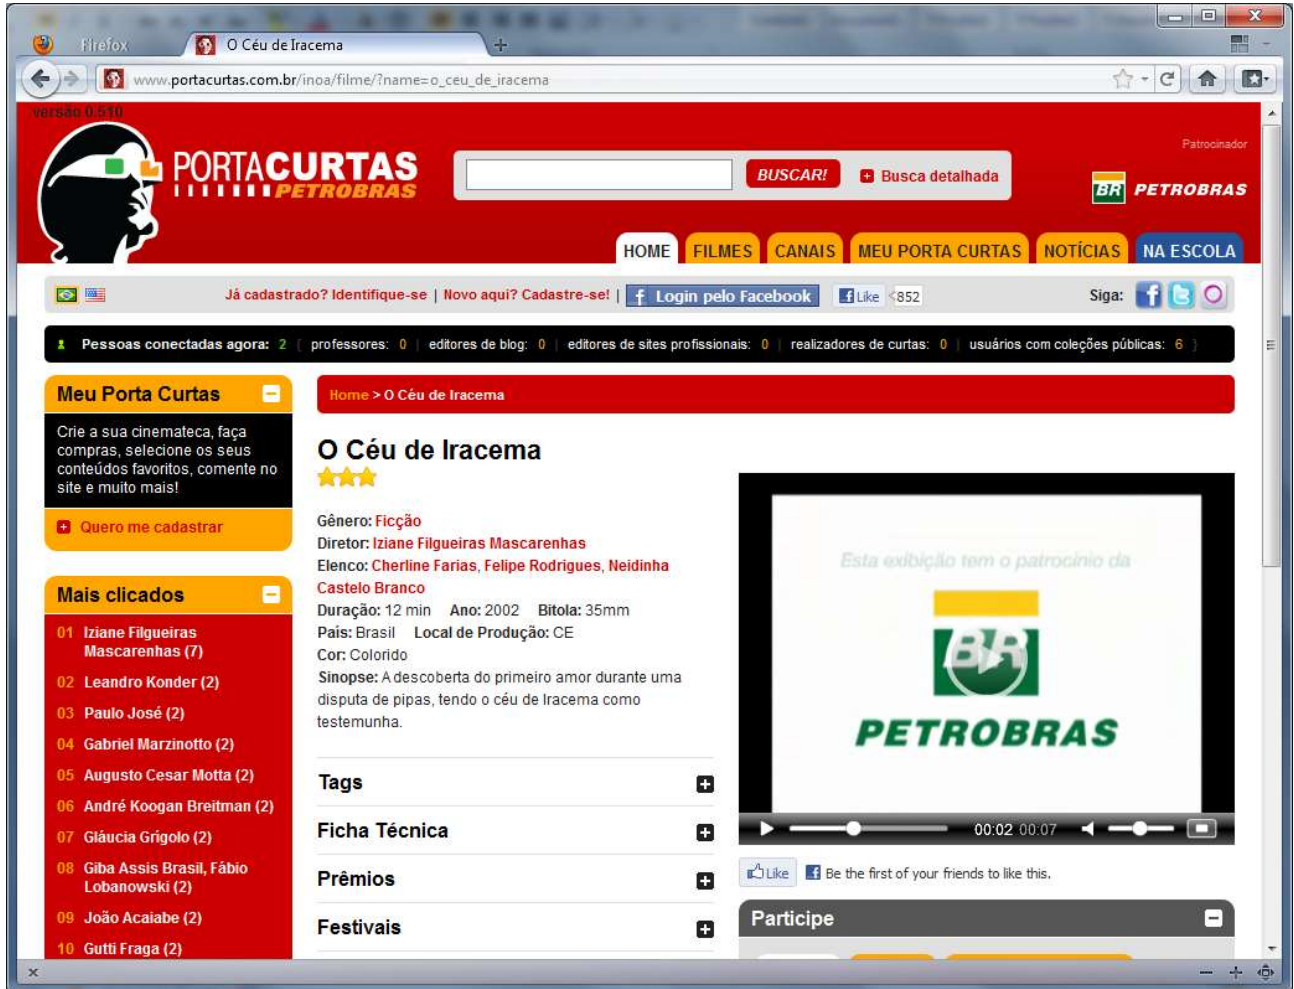 Firefox
O Céu de Iracema
www.portacurtas.com.br/inoa/filme/?name=o_ceu_de_iracema
versão 0.510
PORTACURTAS
PETROBRAS
BUSCAR!
Busca detalhada
Patrocinador
BR PETROBRAS
HOME FILMES CANAIS MEU PORTA CURTAS NOTÍCIAS NA ESCOLA
Já cadastrado? Identifique-se | Novo aqui? Cadastre-se! | f Login pelo Facebook Like 852 Siga:
Pessoas conectadas agora: 2 { professores: 0 | editores de blog: 0 | editores de sites profissionais: 0 | realizadores de curtas: 0 | usuários com coleções públicas: 6 }
Meu Porta Curtas
Crie a sua cinemateca, faça
compras, selecione os seus
conteúdos favoritos, comente no
site e muito mais!
Quero me cadastrar
Mais clicados
01 Iziane Filgueiras
Mascarenhas (7)
02 Leandro Konder (2)
03 Paulo José (2)
04 Gabriel Marzinotto (2)
05 Augusto Cesar Motta (2)
06 André Koogan Breitman (2)
07 Gláucia Grígolo (2)
08 Giba Assis Brasil, Fábio
Lobanowski (2)
09 João Acaiabe (2)
10 Gutti Fraga (2)
Home > O Céu de Iracema
O Céu de Iracema
Gênero: Ficção
Diretor: Iziane Filgueiras Mascarenhas
Elenco: Cherline Farias, Felipe Rodrigues, Neidinha
Castelo Branco
Duração: 12 min Ano: 2002 Bitola: 35mm
País: Brasil Local de Produção: CE
Cor: Colorido
Sinopse: A descoberta do primeiro amor durante uma
disputa de pipas, tendo o céu de Iracema como
testemunha.
Tags
Ficha Técnica
Prêmios
Festivais
Esta exibição tem o patrocínio da
BR
PETROBRAS
00:02 00:07
Like Be the first of your friends to like this.
Participe